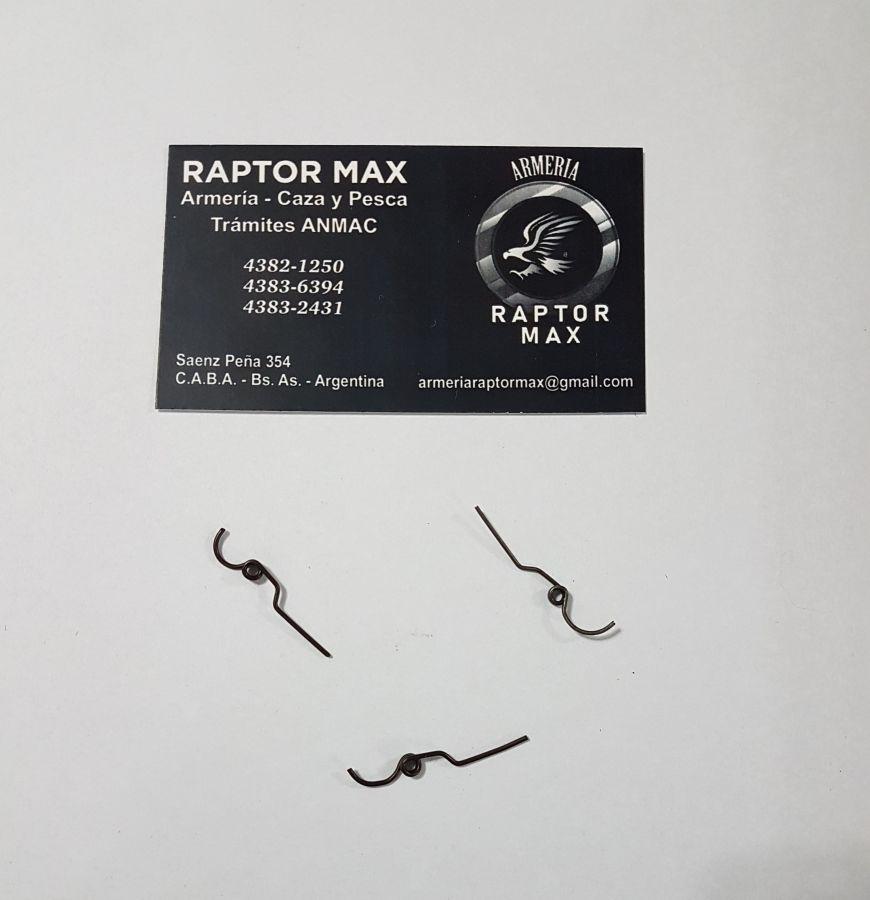 RAPTOR MAX
Armería - Caza y Pesca
Trámites ANMAC
4382-1250
4383-6394
4383-2431
Saenz Peña 354
C.A.B.A. - Bs. As. - Argentina
ARMERIA
RAPTOR
MAX
armeriaraptormax@gmail.com